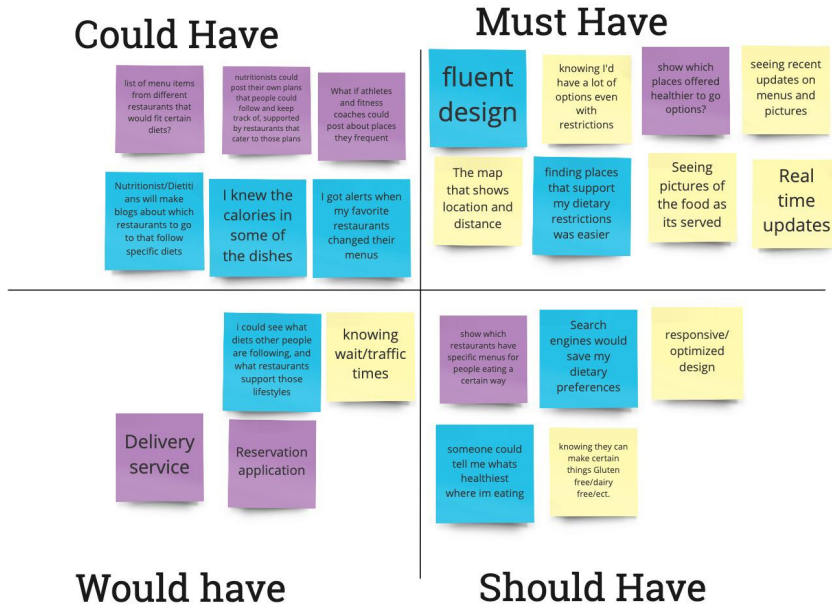 Could Have
Must Have
list of menu items
from different
restaurants that
would fit certain
diets?
nutritionists could
post their own plans
that people could
follow and keep
track of, supported
by restaurants that
cater to those plans
What if athletes
and fitness
coaches could
post about places
they frequent
fluent
design
knowing I'd
have a lot of
options even
with
restrictions
show which
places offered
healthier to go
options?
seeing recent
updates on
menus and
pictures
Nutritionist/Dietiti
ans will make
blogs about which
restaurants to go
to that follow
specific diets
I knew the
calories in
some of
the dishes
I got alerts when
my favorite
restaurants
changed their
menus
The map
that shows
location and
distance
finding places
that support
my dietary
restrictions
was easier
Seeing
pictures of
the food as
its served
Real
time
updates
i could see what
diets other people
are following, and
what restaurants
support those
lifestyles
knowing
wait/traffic
times
Delivery
service
Reservation
application
show which
restaurants have
specific menus for
people eating a
certain way
Search
engines would
save my
dietary
preferences
responsive/
optimized
design
someone could
tell me whats
healthiest
where im eating
knowing they can
make certain
things Gluten
free/dairy
free/ect.
Would have
Should Have